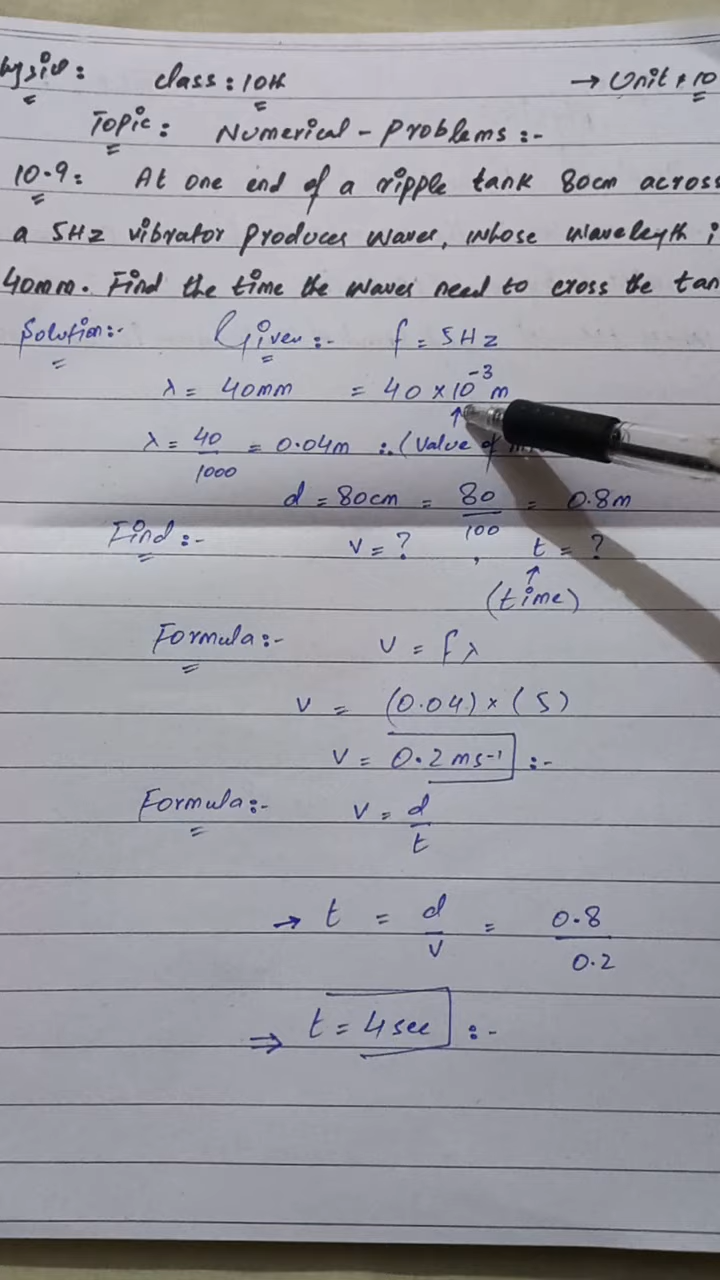 class: 10th → Unit # 10
Topic: Numerical - Problems :-
10.9: At one end of a ripple tank 80cm across
a 5Hz vibrator produces waves, whose wavelength
40mm. Find the time the waves need to cross the
Solution:- Given :- f = 5Hz
λ = 40mm = 40 × 10⁻³ m
λ = 40/1000 = 0.04m ∴ (Value of
d = 80cm = 80/100 = 0.8m
Find :- v = ? , t = ?
(time)
Formula:- v = fλ
v = (0.04) × (5)
v = 0.2 ms⁻¹ :-
Formula:- v = d/t
→ t = d/v = 0.8/0.2
⇒ t = 4 sec :-